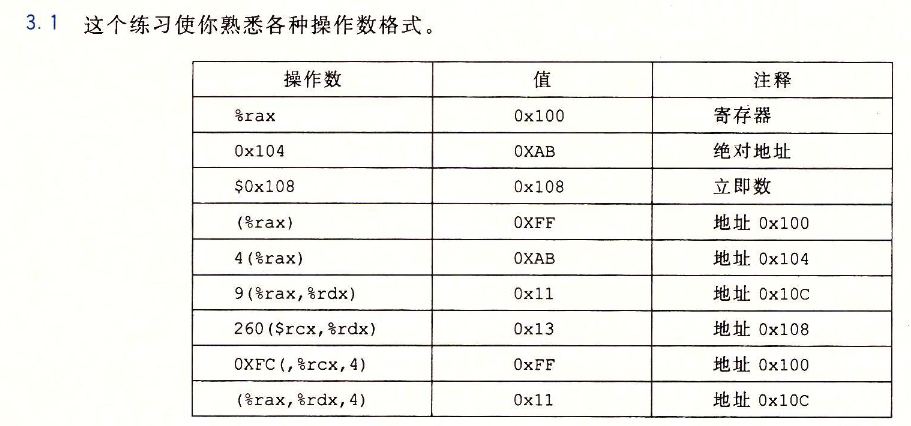 3.1 这个练习使你熟悉各种操作数格式。
操作数 值 注释
%rax 0x100 寄存器
0x104 0XAB 绝对地址
$0x108 0x108 立即数
(%rax) 0XFF 地址 0x100
4(%rax) 0XAB 地址 0x104
9(%rax,%rdx) 0x11 地址 0x10C
260($rcx,%rdx) 0x13 地址 0x108
0XFC(,%rcx,4) 0xFF 地址 0x100
(%rax,%rdx,4) 0x11 地址 0x10C